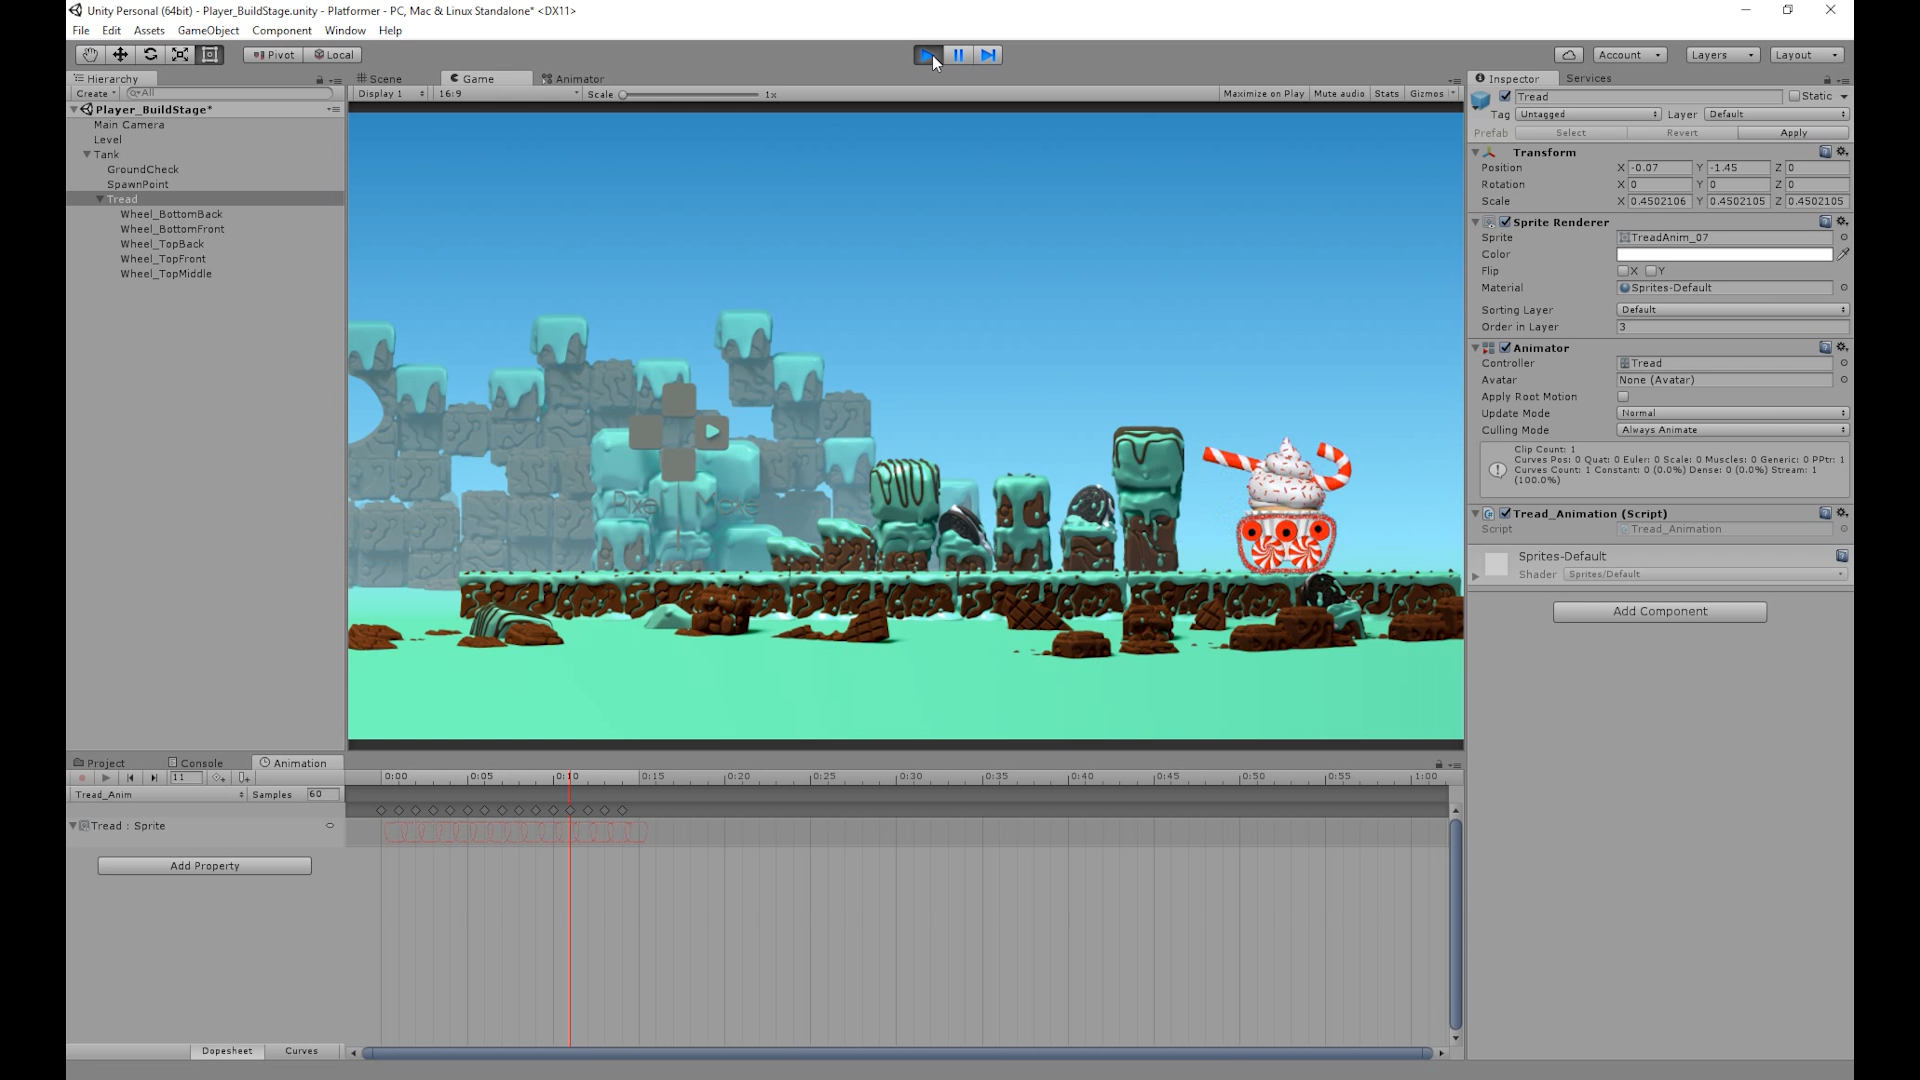 Unity Personal (64bit) - Player_BuildStage.unity - Platformer - PC, Mac & Linux Standalone* <DX11>
File Edit Assets GameObject Component Window Help
Pivot Local Account Layers Layout
Hierarchy
Create All
Player_BuildStage*
Main Camera
Level
Tank
GroundCheck
SpawnPoint
Tread
Wheel_BottomBack
Wheel_BottomFront
Wheel_TopBack
Wheel_TopFront
Wheel_TopMiddle
Scene Game Animator
Display 1 16:9 Scale 1x Maximize on Play Mute audio Stats Gizmos
Inspector Services
Tread Static
Tag Untagged Layer Default
Prefab Select Revert Apply
Transform
Position X -0.07 Y -1.45 Z 0
Rotation X 0 Y 0 Z 0
Scale X 0.4502106 Y 0.4502105 Z 0.4502105
Sprite Renderer
Sprite TreadAnim_07
Color
Flip X Y
Material Sprites-Default
Sorting Layer Default
Order in Layer 3
Animator
Controller Tread
Avatar None (Avatar)
Apply Root Motion
Update Mode Normal
Culling Mode Always Animate
Clip Count: 1
Curves Pos: 0 Quat: 0 Euler: 0 Scale: 0 Muscles: 0 Generic: 0 PPtr: 1
Curves Count: 1 Constant: 0 (0.0%) Dense: 0 (0.0%) Stream: 1
(100.0%)
Tread_Animation (Script)
Script Tread_Animation
Sprites-Default
Shader Sprites/Default
Add Component
Project Console Animation
11 0:00 0:05 0:1 0:15 0:20 0:25 0:30 0:35 0:40 0:45 0:50 0:55 1:00
Tread_Anim Samples 60
Tread : Sprite
Add Property
Dopesheet Curves